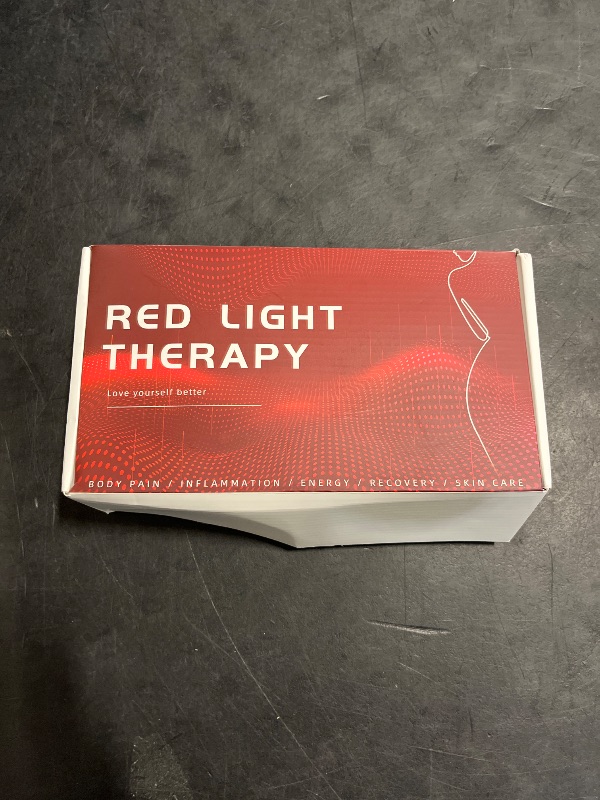 RED LIGHT
THERAPY
Love yourself better
BODY PAIN / INFLAMMATION / ENERGY / RECOVERY / SKIN CARE